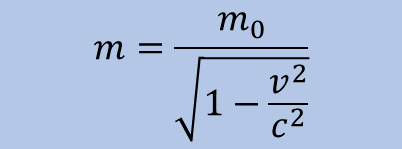 m = m₀ / √(1 − v²/c²)